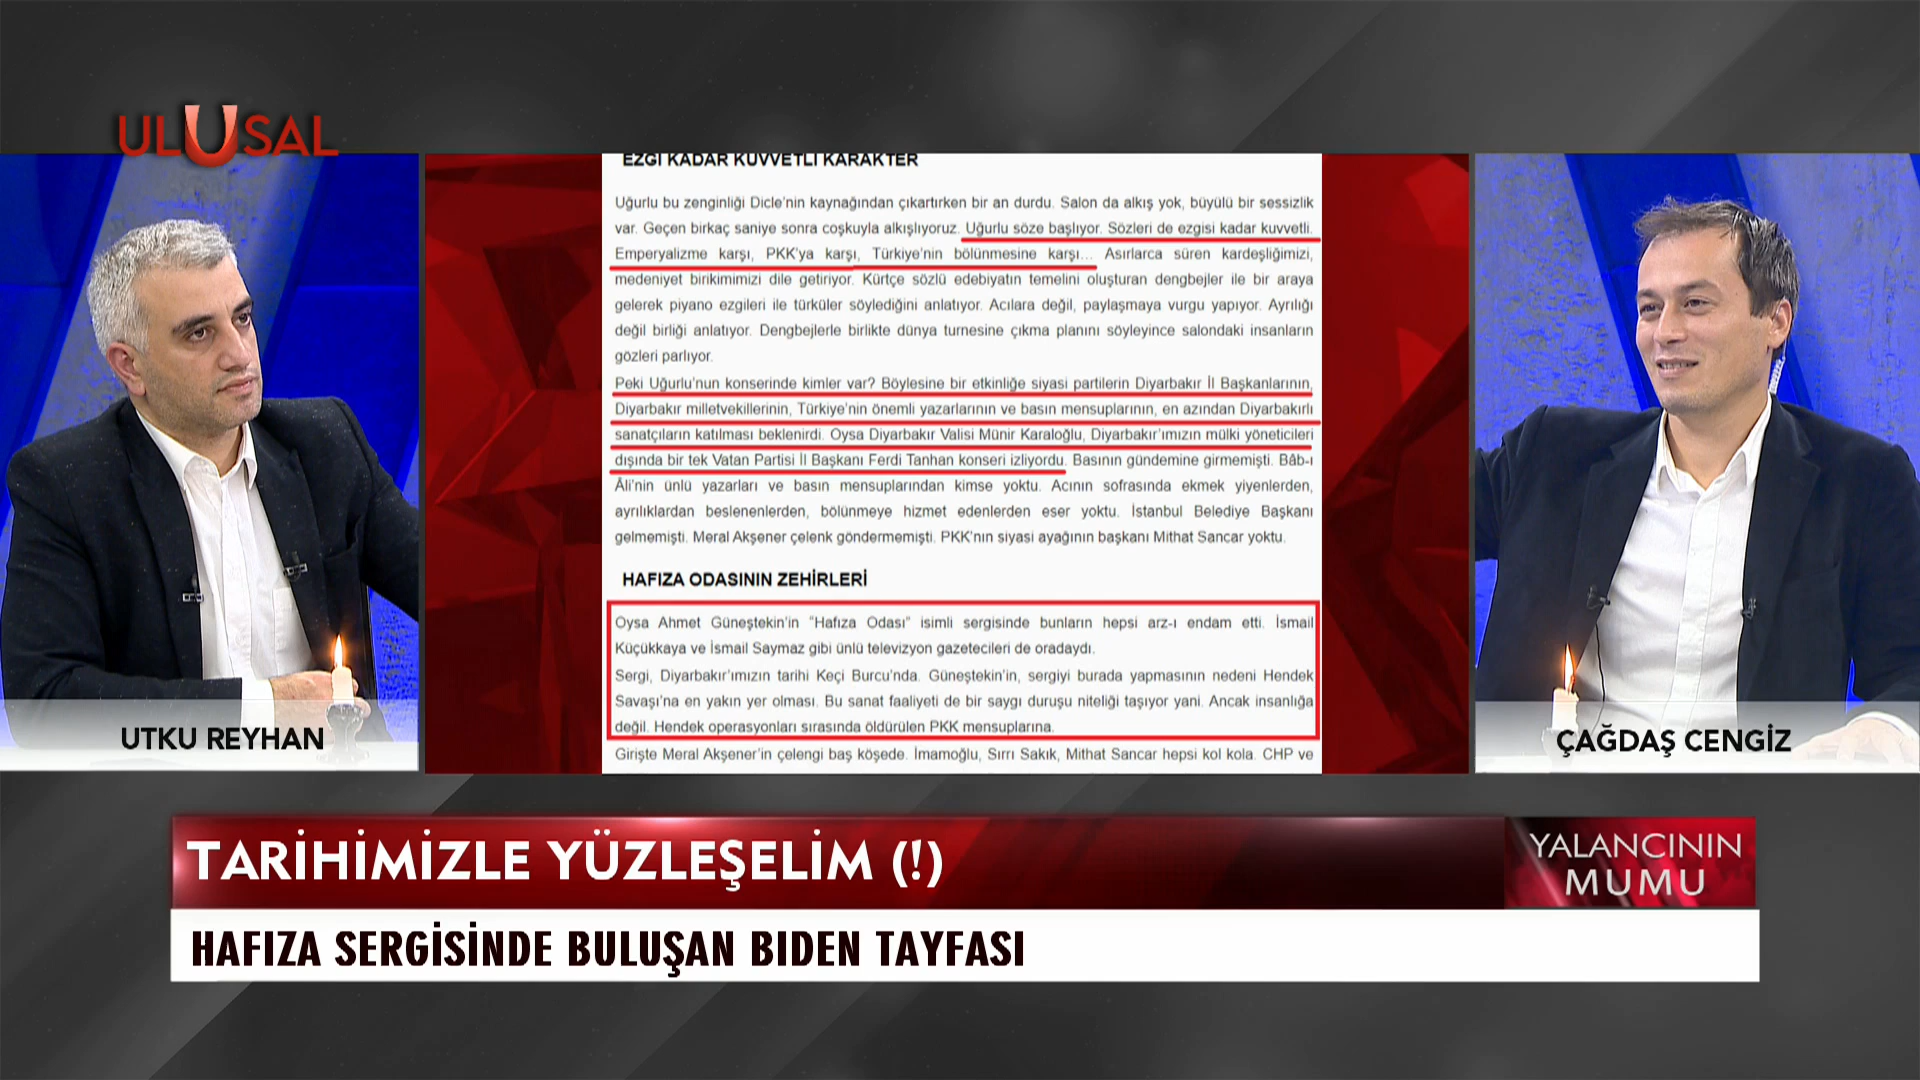 ULUSAL
EZGİ KADAR KUVVETLİ KARAKTER
Uğurlu bu zenginliği Dicle'nin kaynağından çıkartırken bir an durdu. Salon da alkış yok, büyülü bir sessizlik
var. Geçen birkaç saniye sonra coşkuyla alkışlıyoruz. Uğurlu söze başlıyor. Sözleri de ezgisi kadar kuvvetli.
Emperyalizme karşı, PKK'ya karşı, Türkiye'nin bölünmesine karşı... Asırlarca süren kardeşliğimizi,
medeniyet birikimimizi dile getiriyor. Kürtçe sözlü edebiyatın temelini oluşturan dengbejler ile bir araya
gelerek piyano ezgileri ile türküler söylediğini anlatıyor. Acılara değil, paylaşmaya vurgu yapıyor. Ayrılığı
değil birliği anlatıyor. Dengbejlerle birlikte dünya turnesine çıkma planını söyleyince salondaki insanların
gözleri parlıyor.
Peki Uğurlu'nun konserinde kimler var? Böylesine bir etkinliğe siyasi partilerin Diyarbakır İl Başkanlarının,
Diyarbakır milletvekillerinin, Türkiye'nin önemli yazarlarının ve basın mensuplarının, en azından Diyarbakırlı
sanatçıların katılması beklenirdi. Oysa Diyarbakır Valisi Münir Karaloğlu, Diyarbakır'ımızın mülki yöneticileri
dışında bir tek Vatan Partisi İl Başkanı Ferdi Tanhan konseri izliyordu. Basının gündemine girmemişti. Bâb-ı
Âli'nin ünlü yazarları ve basın mensuplarından kimse yoktu. Acının sofrasında ekmek yiyenlerden,
ayrılıklardan beslenenlerden, bölünmeye hizmet edenlerden eser yoktu. İstanbul Belediye Başkanı
gelmemişti. Meral Akşener çelenk göndermemişti. PKK'nın siyasi ayağının başkanı Mithat Sancar yoktu.
HAFIZA ODASININ ZEHİRLERİ
Oysa Ahmet Güneştekin'in "Hafıza Odası" isimli sergisinde bunların hepsi arz-ı endam etti. İsmail
Küçükkaya ve İsmail Saymaz gibi ünlü televizyon gazetecileri de oradaydı.
Sergi, Diyarbakır'ımızın tarihi Keçi Burcu'nda. Güneştekin'in, sergiyi burada yapmasının nedeni Hendek
Savaşı'na en yakın yer olması. Bu sanat faaliyeti de bir saygı duruşu niteliği taşıyor yani. Ancak insanlığa
değil. Hendek operasyonları sırasında öldürülen PKK mensuplarına.
Girişte Meral Akşener'in çelengi baş köşede. İmamoğlu, Sırrı Sakık, Mithat Sancar hepsi kol kola. CHP ve
UTKU REYHAN
ÇAĞDAŞ CENGİZ
TARİHİMİZLE YÜZLEŞELİM (!)
YALANCININ
MUMU
HAFIZA SERGİSİNDE BULUŞAN BIDEN TAYFASI